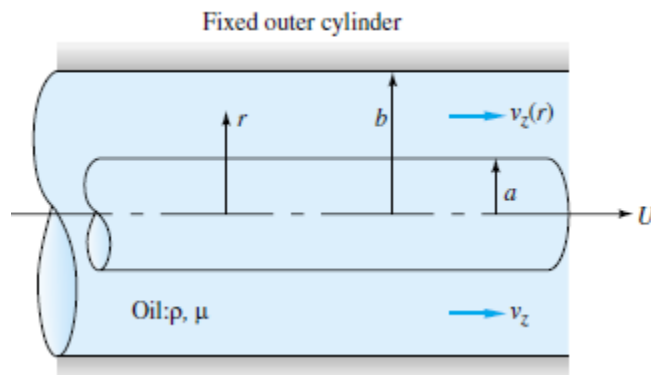 Fixed outer cylinder
r
b
v_z(r)
a
U
Oil:ρ, μ
v_z